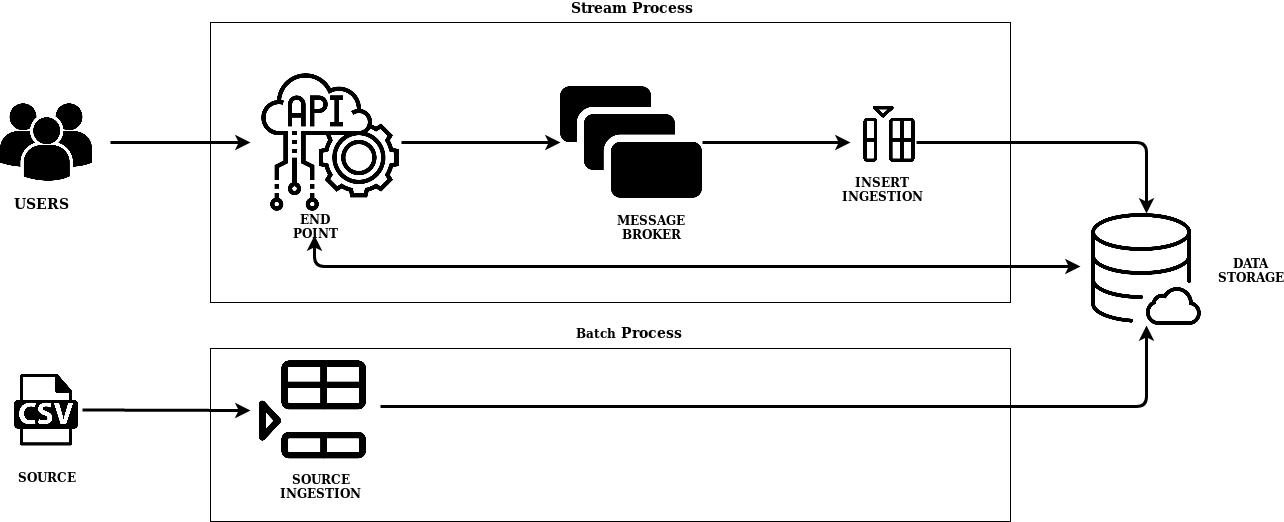 Stream Process
API
USERS
END
POINT
MESSAGE
BROKER
INSERT
INGESTION
DATA
STORAGE
Batch Process
CSV
SOURCE
SOURCE
INGESTION